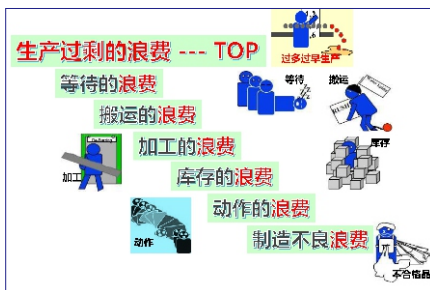 生产过剩的浪费 --- TOP
过多过早生产
等待的浪费
等待
搬运
搬运的浪费
加工的浪费
加工
库存
库存的浪费
动作的浪费
动作
制造不良浪费
不合格品